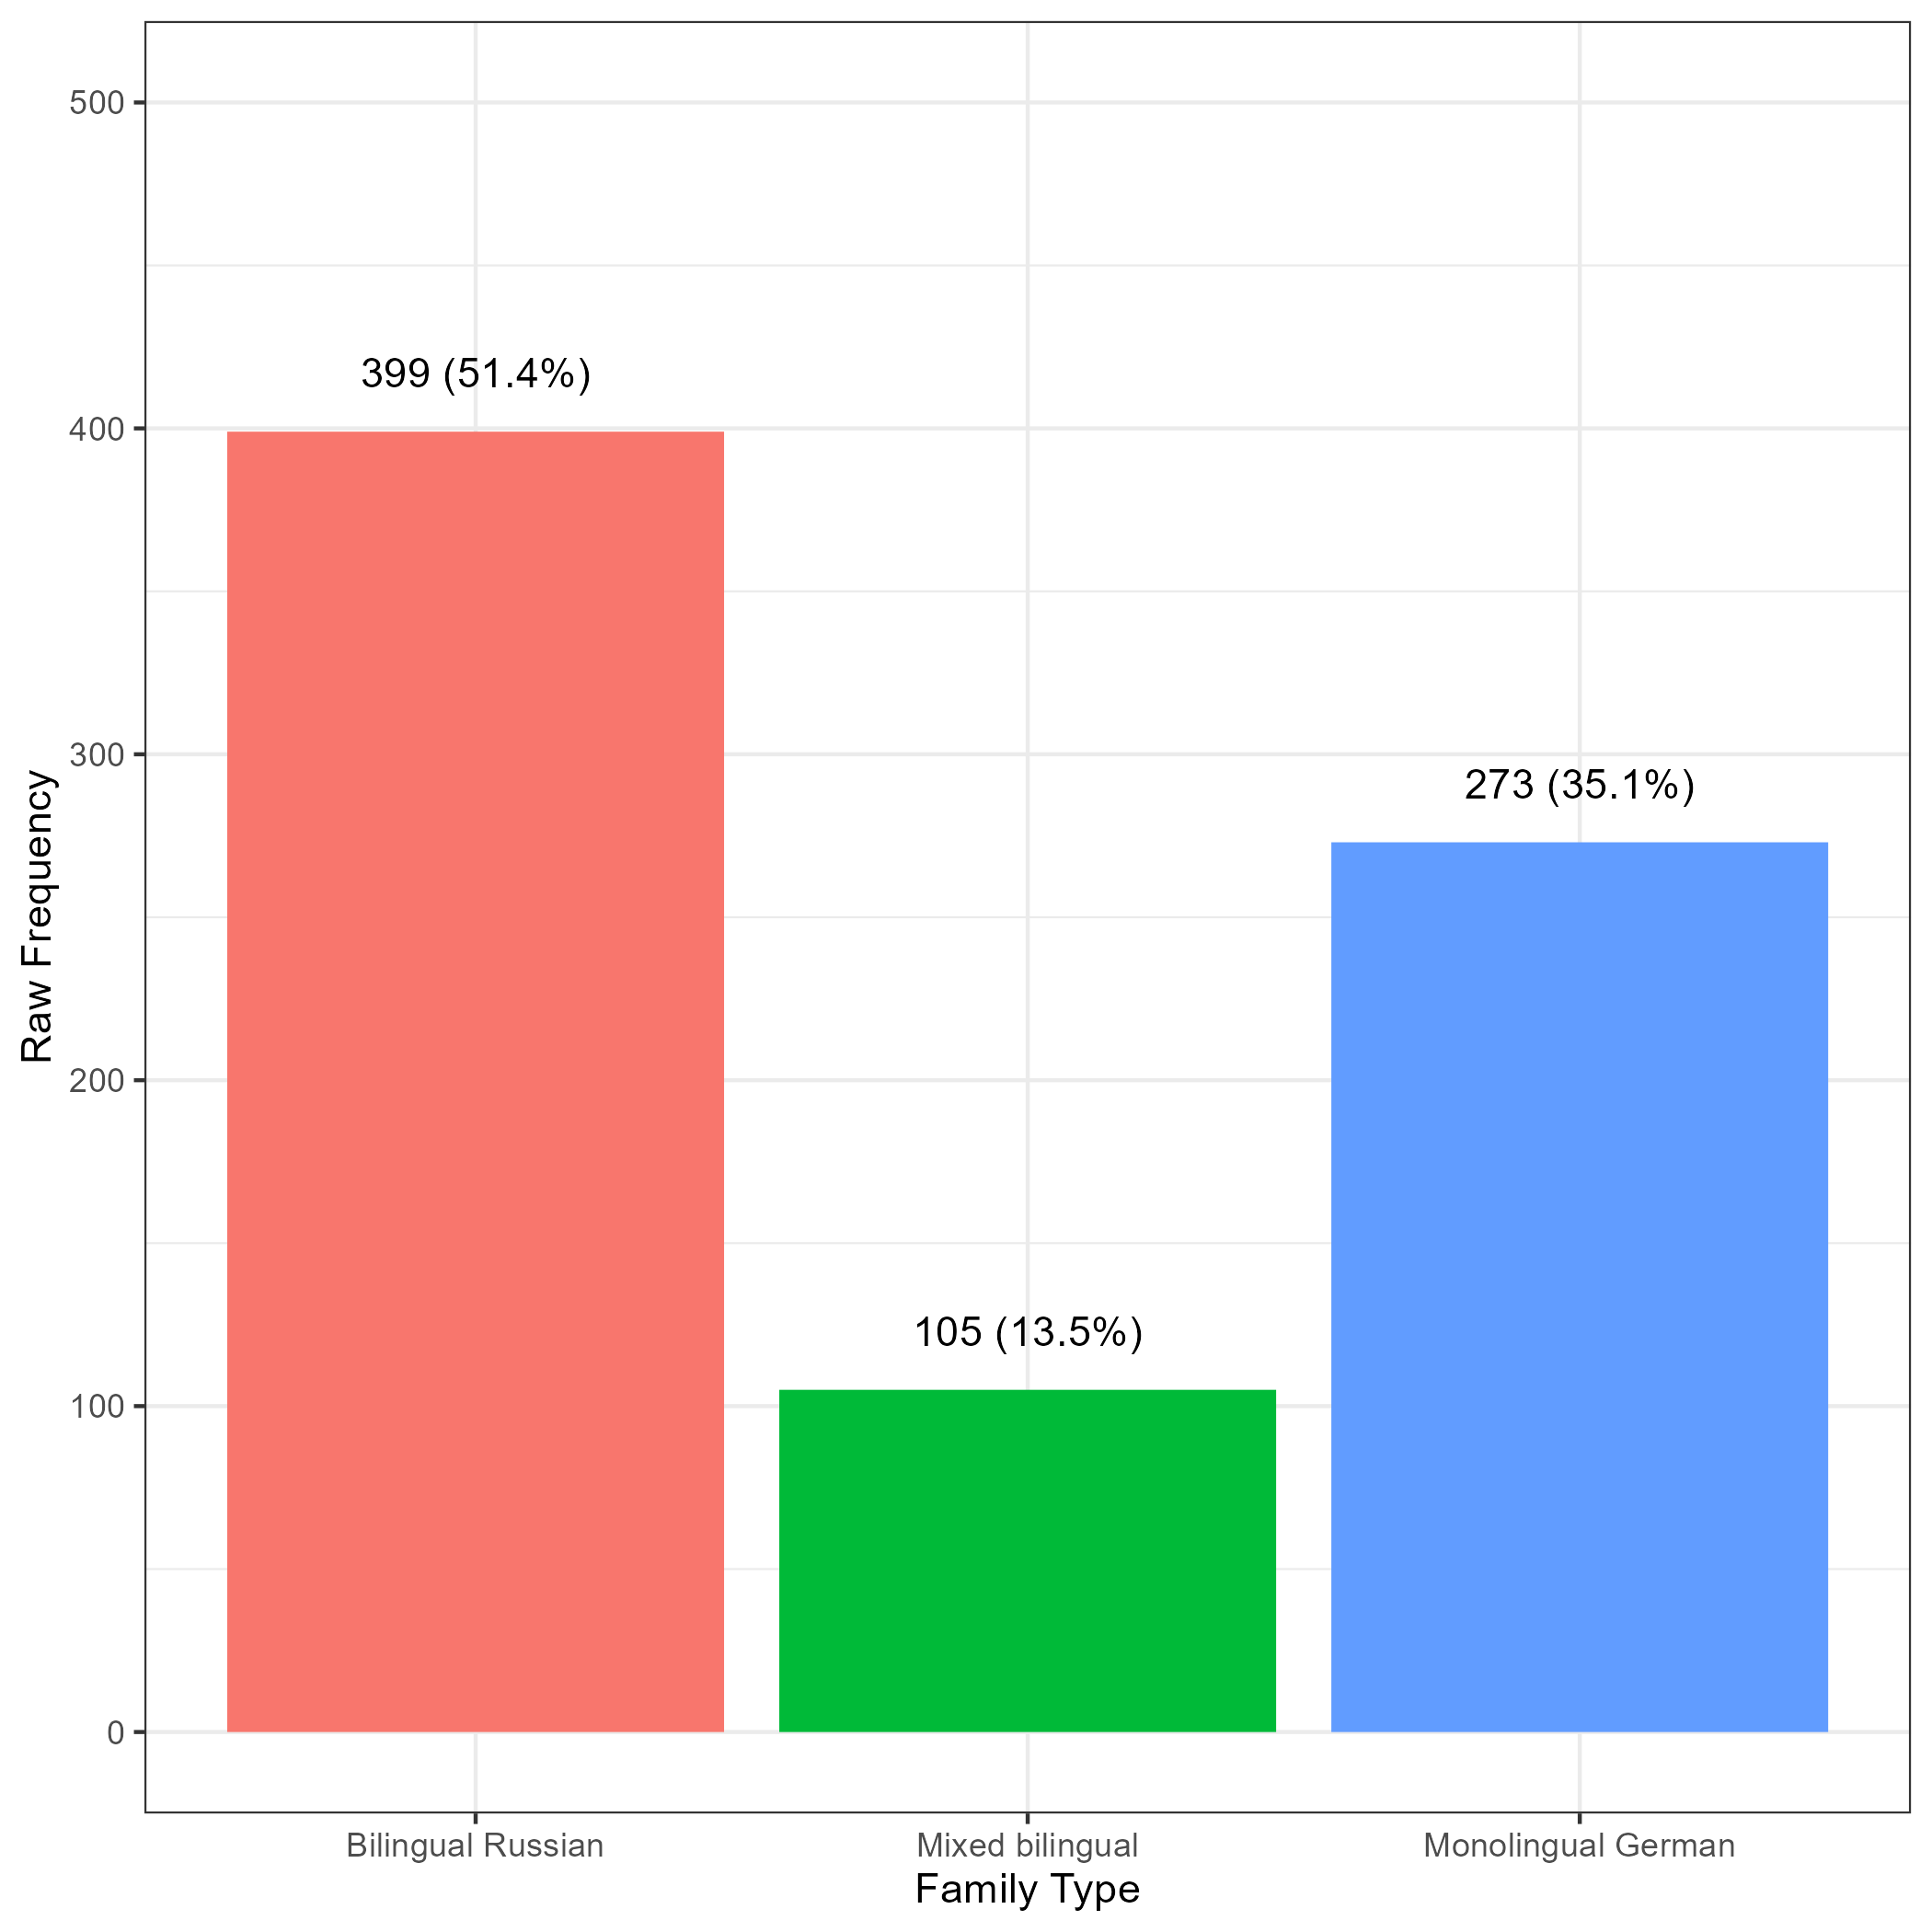 Raw Frequency
500
400
300
200
100
0
399 (51.4%)
105 (13.5%)
273 (35.1%)
Bilingual Russian
Mixed bilingual
Monolingual German
Family Type